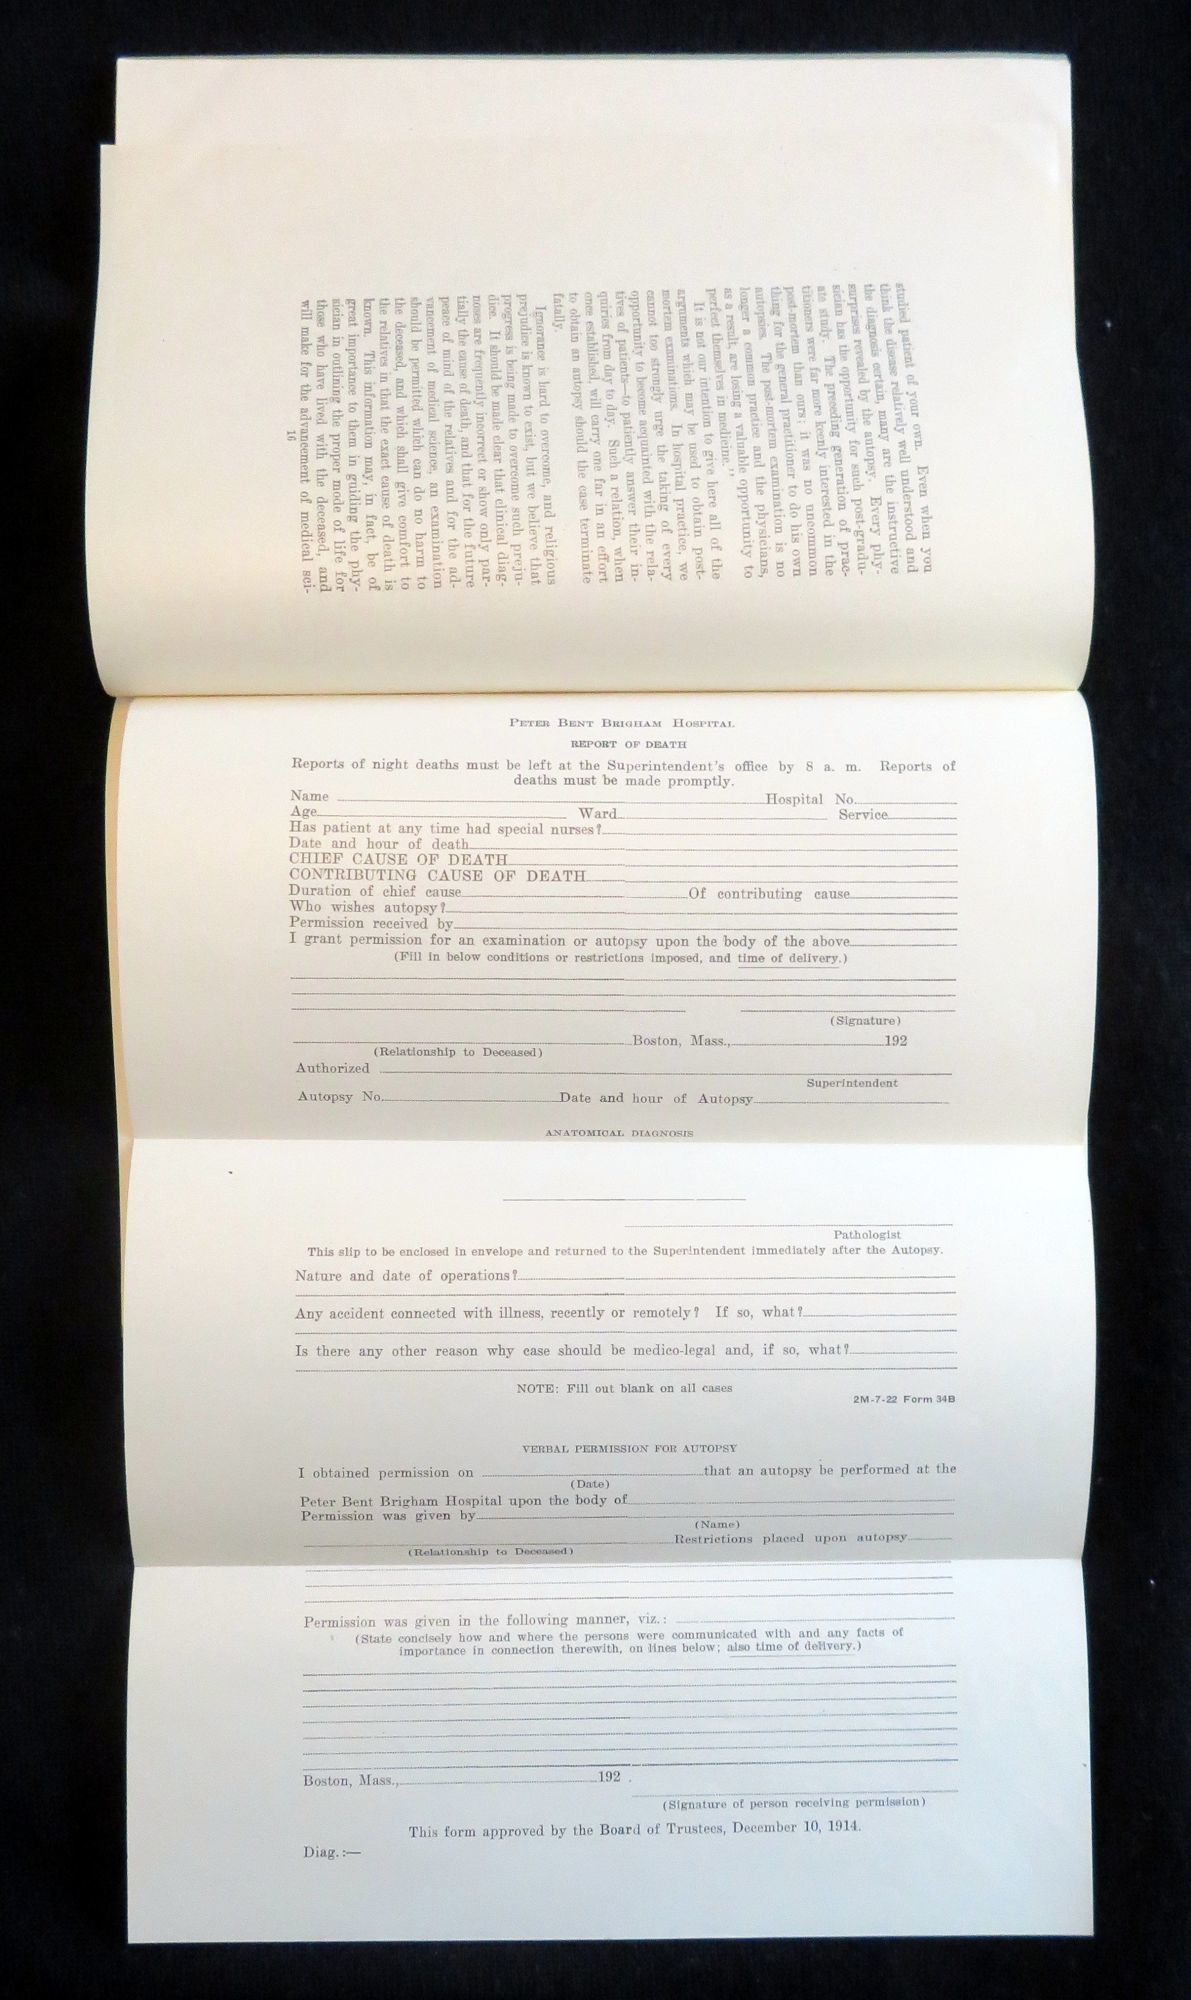 studied patient of your own. Even when you
think the disease relatively well understood and
the diagnosis certain, many are the instructive
surprises revealed by the autopsy. Every phy-
sician has the opportunity for such post-gradu-
ate study. The preceding generation of prac-
titioners were far more keenly interested in the
post-mortem than ours; it was no uncommon
thing for the general practitioner to do his own
autopsies. The post-mortem examination is no
longer a common practice and the physicians,
as a result, are losing a valuable opportunity to
perfect themselves in medicine."
It is not our intention to give here all of the
arguments which may be used to obtain post-
mortem examinations. In hospital practice, we
cannot too strongly urge the taking of every
opportunity to become acquainted with the rela-
tives of patients—to patiently answer their in-
quiries from day to day. Such a relation, when
once established, will carry one far in an effort
to obtain an autopsy should the case terminate
fatally.
Ignorance is hard to overcome, and religious
prejudice is known to exist, but we believe that
progress is being made to overcome such preju-
dice. It should be made clear that clinical diag-
noses are frequently incorrect or show only par-
tially the cause of death, and that for the future
peace of mind of the relatives and for the ad-
vancement of medical science, an examination
should be permitted which can do no harm to
the deceased, and which shall give comfort to
the relatives in that the exact cause of death is
known. This information may, in fact, be of
great importance to them in guiding the phy-
sician in outlining the proper mode of life for
those who have lived with the deceased, and
will make for the advancement of medical sci-
16
PETER BENT BRIGHAM HOSPITAL
REPORT OF DEATH
Reports of night deaths must be left at the Superintendent's office by 8 a. m. Reports of
deaths must be made promptly.
Name Hospital No.
Age Ward Service
Has patient at any time had special nurses?
Date and hour of death
CHIEF CAUSE OF DEATH
CONTRIBUTING CAUSE OF DEATH
Duration of chief cause Of contributing cause
Who wishes autopsy?
Permission received by
I grant permission for an examination or autopsy upon the body of the above
(Fill in below conditions or restrictions imposed, and time of delivery.)
(Signature)
Boston, Mass., 192
(Relationship to Deceased)
Authorized
Superintendent
Autopsy No. Date and hour of Autopsy
ANATOMICAL DIAGNOSIS
Pathologist
This slip to be enclosed in envelope and returned to the Superintendent immediately after the Autopsy.
Nature and date of operations?
Any accident connected with illness, recently or remotely? If so, what?
Is there any other reason why case should be medico-legal and, if so, what?
NOTE: Fill out blank on all cases
2M-7-22 Form 34B
VERBAL PERMISSION FOR AUTOPSY
I obtained permission on that an autopsy be performed at the
(Date)
Peter Bent Brigham Hospital upon the body of
Permission was given by
(Name)
Restrictions placed upon autopsy
(Relationship to Deceased)
Permission was given in the following manner, viz.:
(State concisely how and where the persons were communicated with and any facts of
importance in connection therewith, on lines below; also time of delivery.)
Boston, Mass., 192 .
(Signature of person receiving permission)
This form approved by the Board of Trustees, December 10, 1914.
Diag.:—